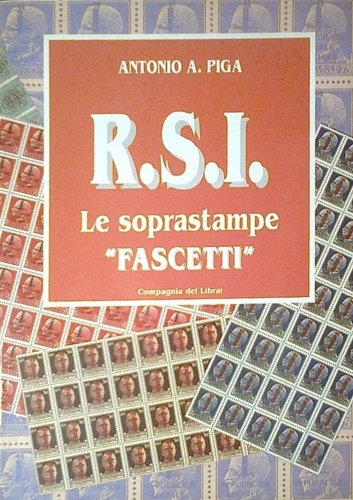 ANTONIO A. PIGA
R.S.I.
Le soprastampe
"FASCETTI"
Compagnia dei Librai